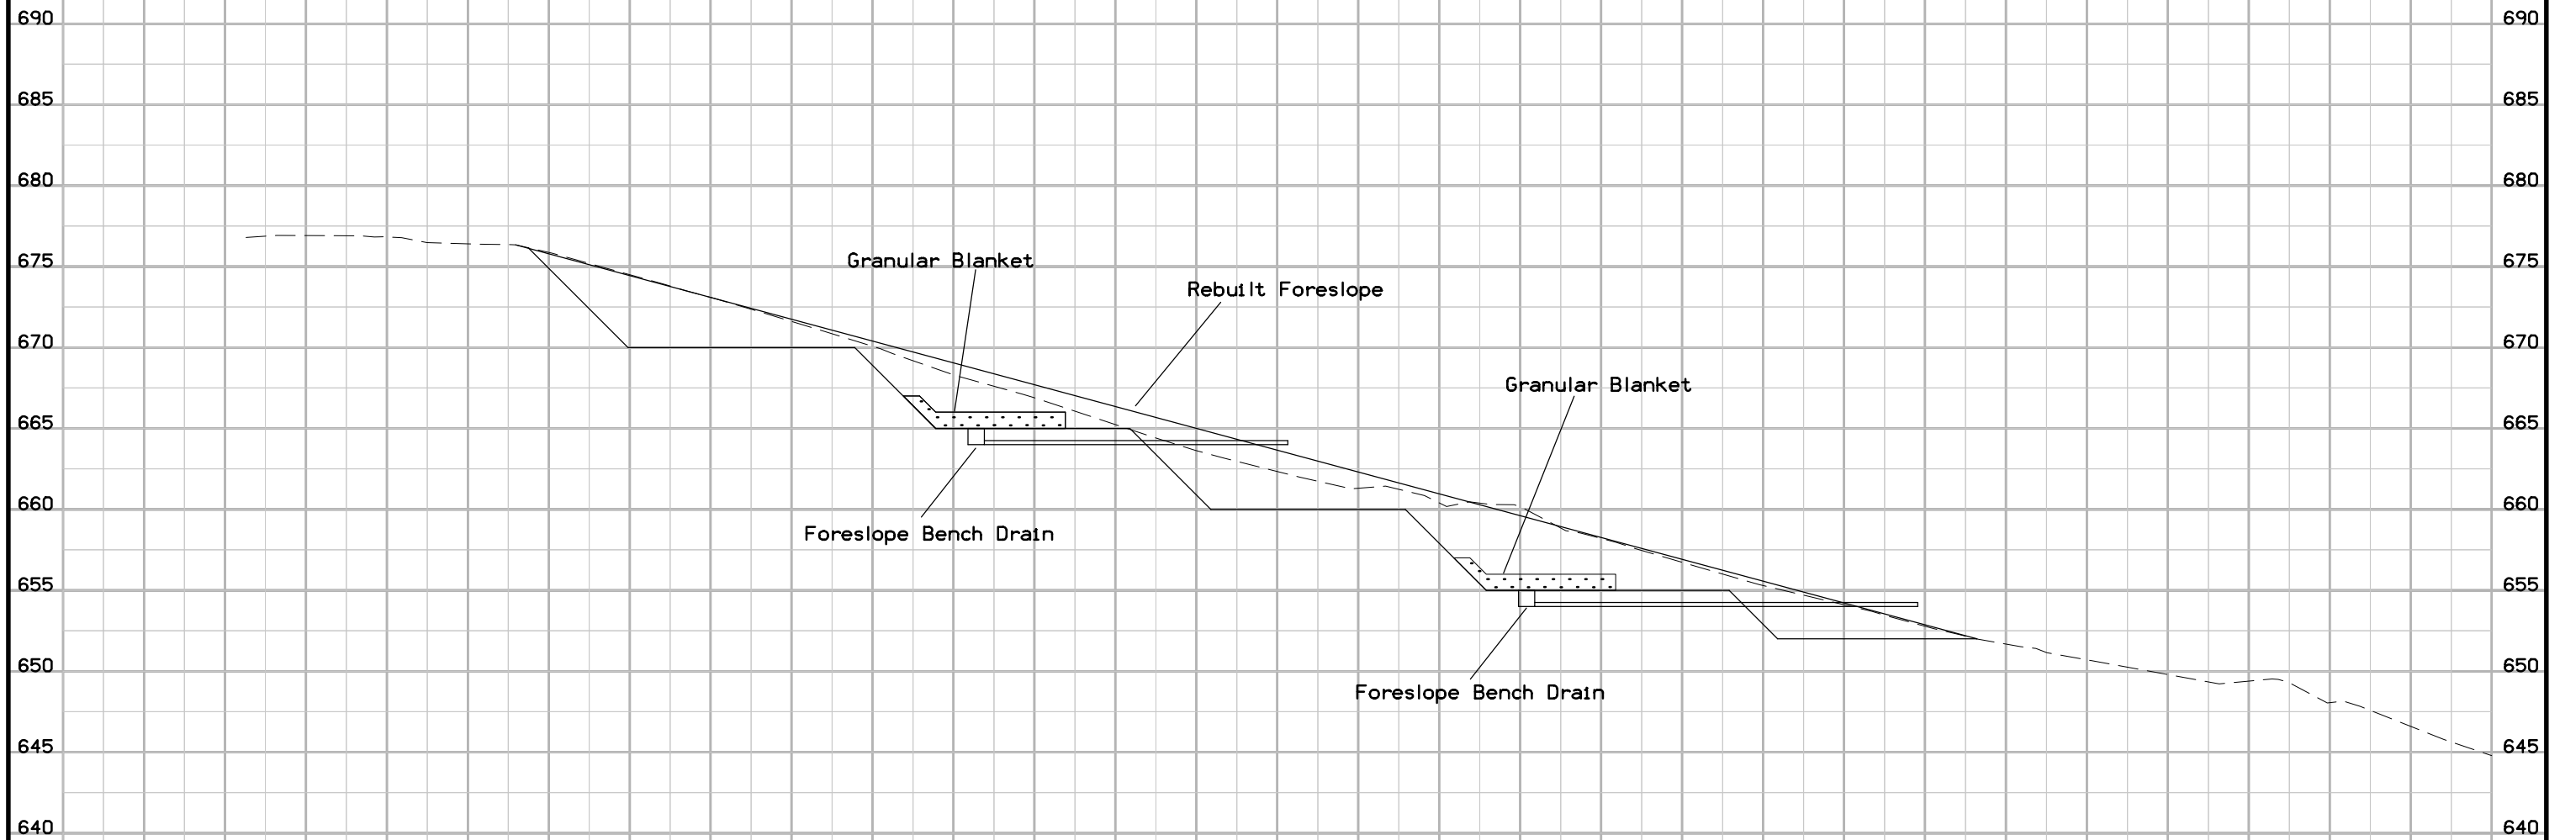 690 690
685 685
680 680
675 675
Granular Blanket
Rebuilt Foreslope
670 670
Granular Blanket
665 665
660 660
Foreslope Bench Drain
655 655
650 650
Foreslope Bench Drain
645 645
640 640